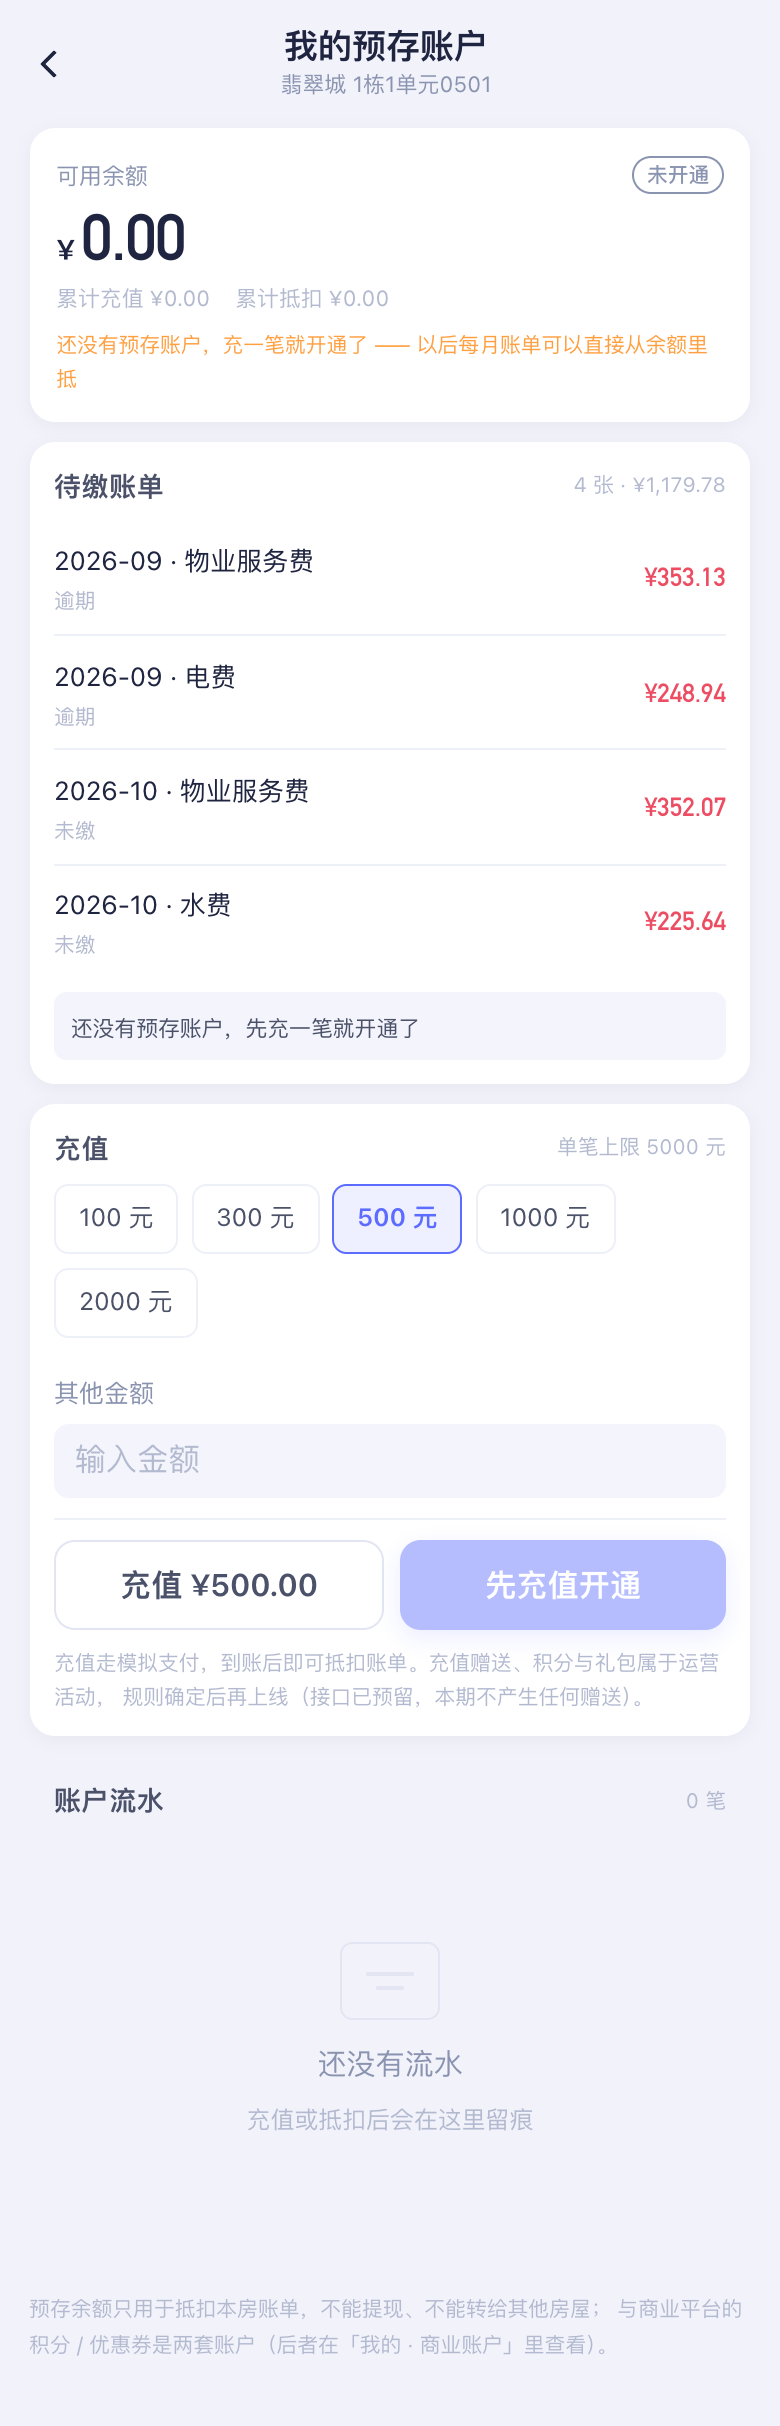 我的预存账户
翡翠城 1栋1单元0501
可用余额
未开通
¥0.00
累计充值 ¥0.00 累计抵扣 ¥0.00
还没有预存账户，充一笔就开通了 —— 以后每月账单可以直接从余额里
抵
待缴账单
4 张 · ¥1,179.78
2026-09 · 物业服务费
¥353.13
逾期
2026-09 · 电费
¥248.94
逾期
2026-10 · 物业服务费
¥352.07
未缴
2026-10 · 水费
¥225.64
未缴
还没有预存账户，先充一笔就开通了
充值
单笔上限 5000 元
100 元
300 元
500 元
1000 元
2000 元
其他金额
输入金额
充值 ¥500.00
先充值开通
充值走模拟支付，到账后即可抵扣账单。充值赠送、积分与礼包属于运营
活动， 规则确定后再上线（接口已预留，本期不产生任何赠送）。
账户流水
0 笔
还没有流水
充值或抵扣后会在这里留痕
预存余额只用于抵扣本房账单，不能提现、不能转给其他房屋； 与商业平台的
积分 / 优惠券是两套账户（后者在「我的 · 商业账户」里查看）。